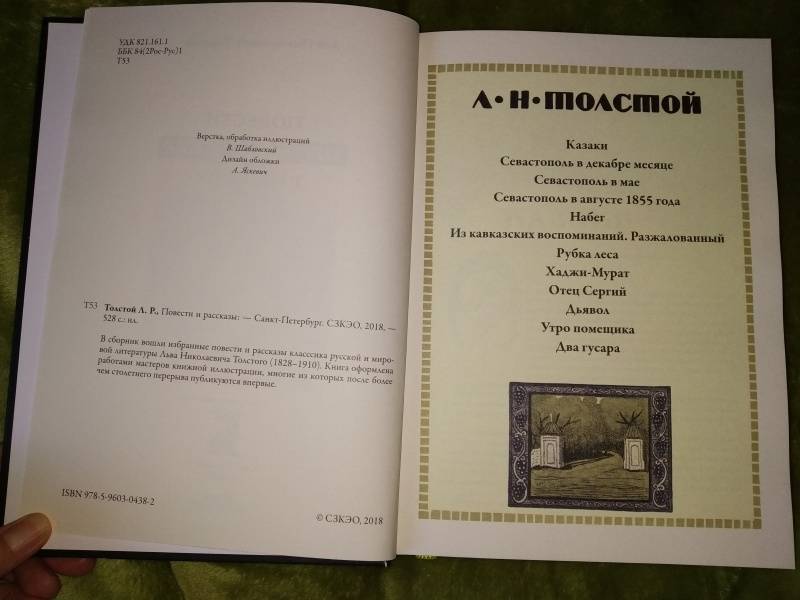 УДК 821.161.1
ББК 84(2Рос-Рус)1
Т53
Верстка, обработка иллюстраций
В. Шабловский
Дизайн обложки
А. Яскевич
Т53 Толстой Л. Р., Повести и рассказы: — Санкт-Петербург. СЗКЭО, 2018. —
528 с.: ил.
В сборник вошли избранные повести и рассказы классика русской и миро-
вой литературы Льва Николаевича Толстого (1828–1910). Книга оформлена
работами мастеров книжной иллюстрации, многие из которых после более
чем столетнего перерыва публикуются впервые.
ISBN 978-5-9603-0438-2
© СЗКЭО, 2018
Л·Н·ТОЛСТОЙ
Казаки
Севастополь в декабре месяце
Севастополь в мае
Севастополь в августе 1855 года
Набег
Из кавказских воспоминаний. Разжалованный
Рубка леса
Хаджи-Мурат
Отец Сергий
Дьявол
Утро помещика
Два гусара